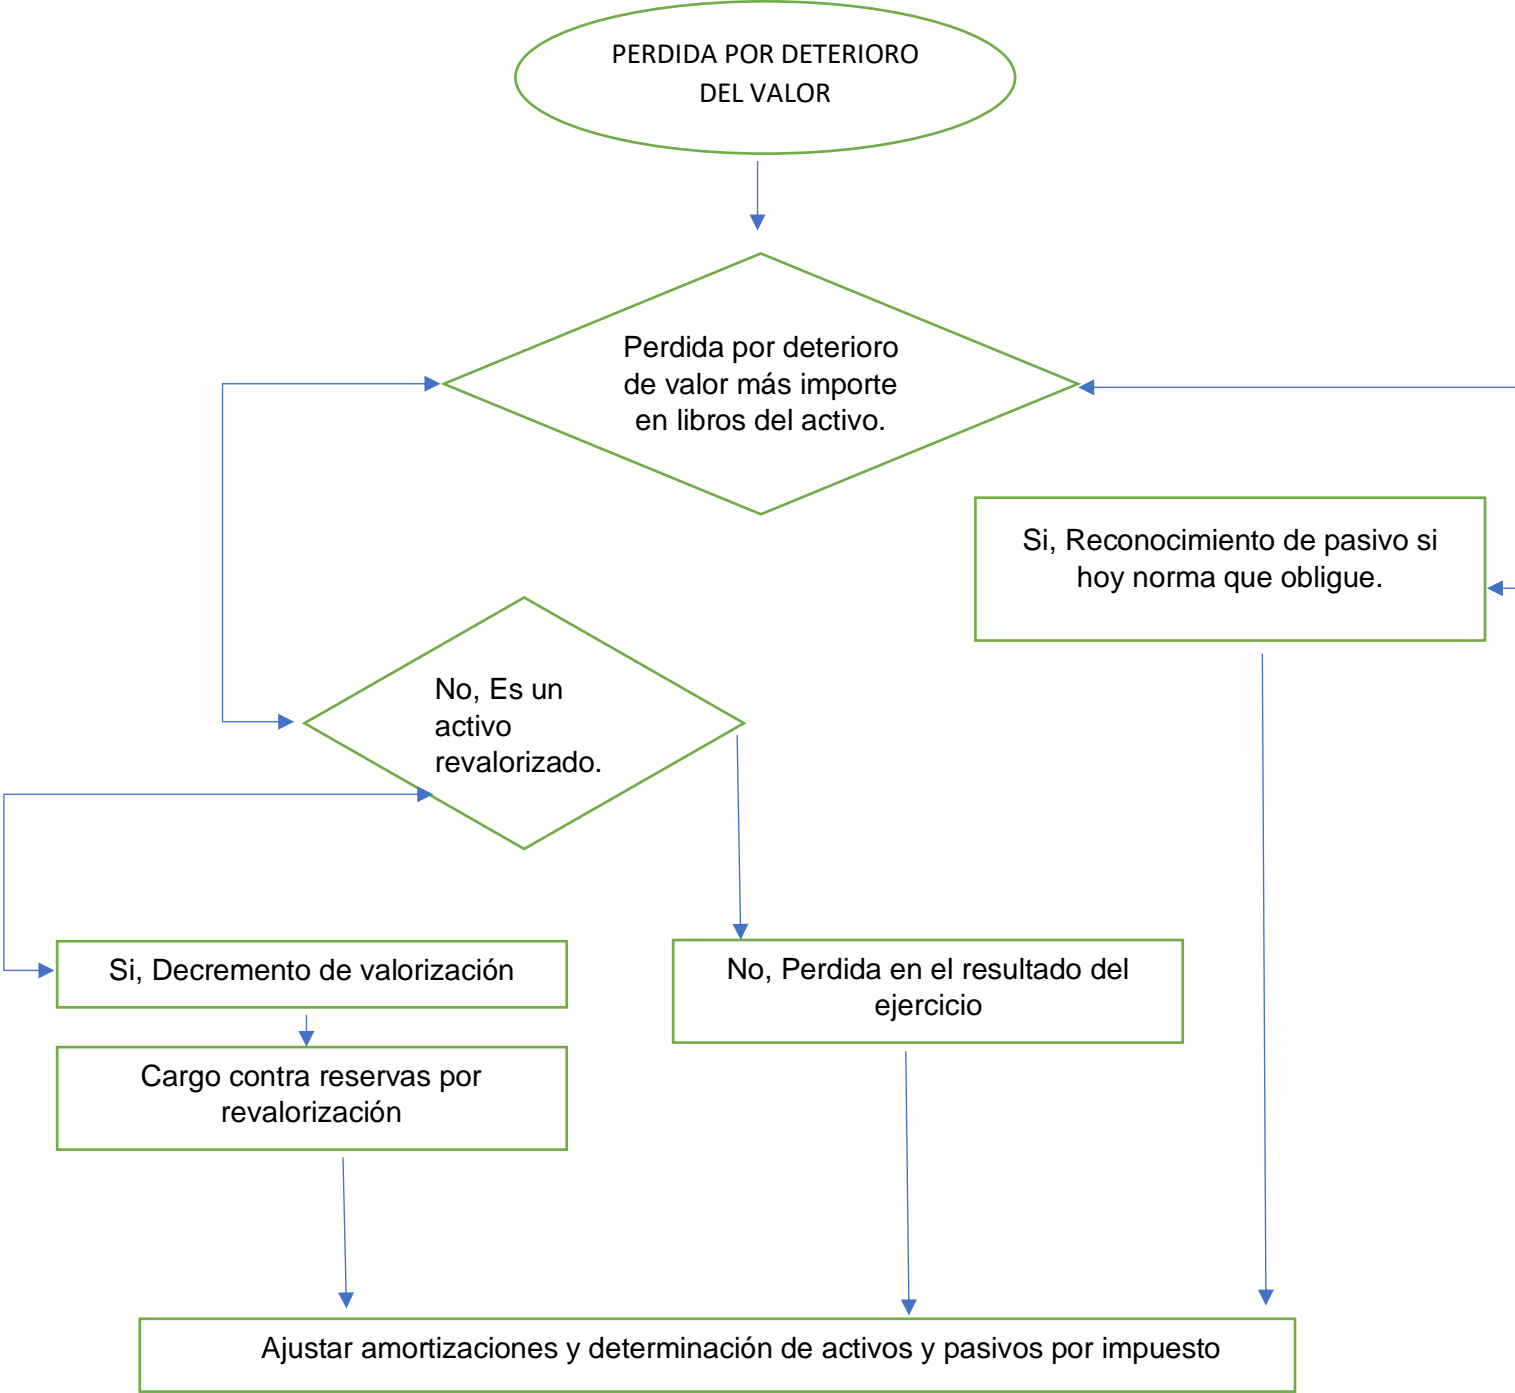 PERDIDA POR DETERIORO
DEL VALOR
Perdida por deterioro
de valor más importe
en libros del activo.
Si, Reconocimiento de pasivo si
hoy norma que obligue.
No, Es un
activo
revalorizado.
Si, Decremento de valorización
No, Perdida en el resultado del
ejercicio
Cargo contra reservas por
revalorización
Ajustar amortizaciones y determinación de activos y pasivos por impuesto